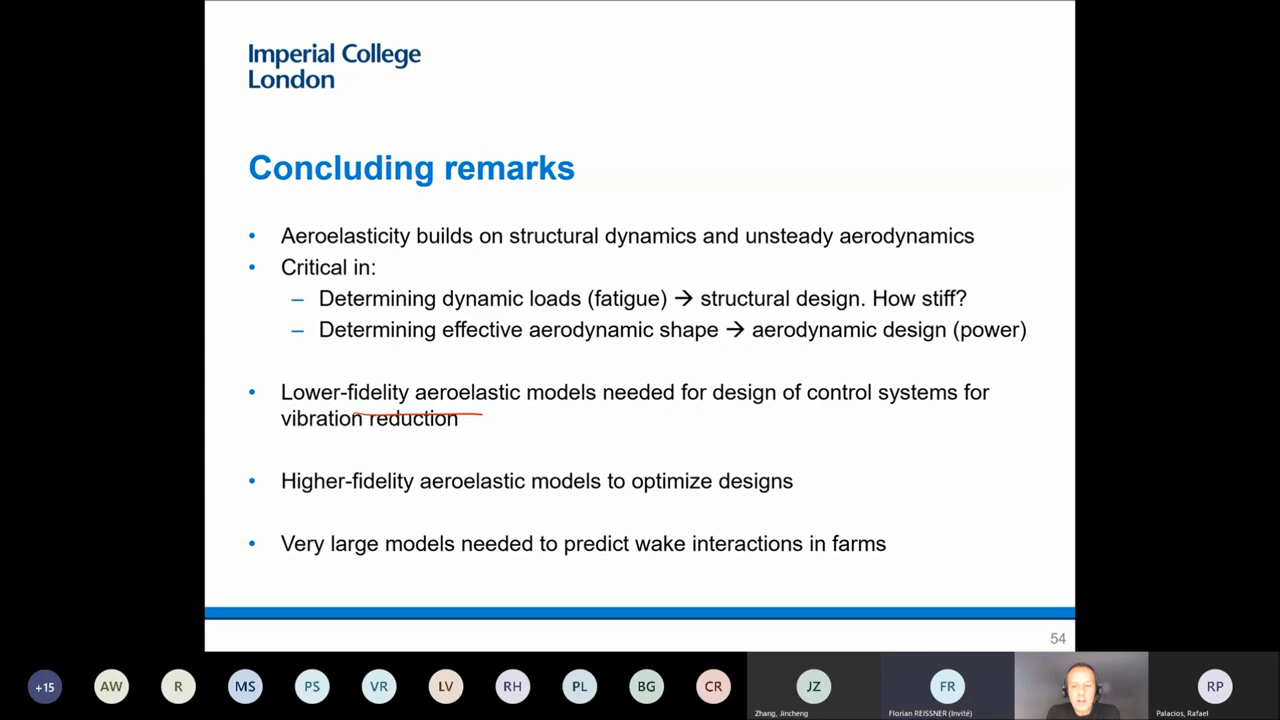 Imperial College
London
Concluding remarks
• Aeroelasticity builds on structural dynamics and unsteady aerodynamics
• Critical in:
– Determining dynamic loads (fatigue) → structural design. How stiff?
– Determining effective aerodynamic shape → aerodynamic design (power)
• Lower-fidelity aeroelastic models needed for design of control systems for
vibration reduction
• Higher-fidelity aeroelastic models to optimize designs
• Very large models needed to predict wake interactions in farms
54
+15 AW R MS PS VR LV RH PL BG CR JZ FR RP
Zhang, Jincheng Florian REISSNER (Invité) Palacios, Rafael